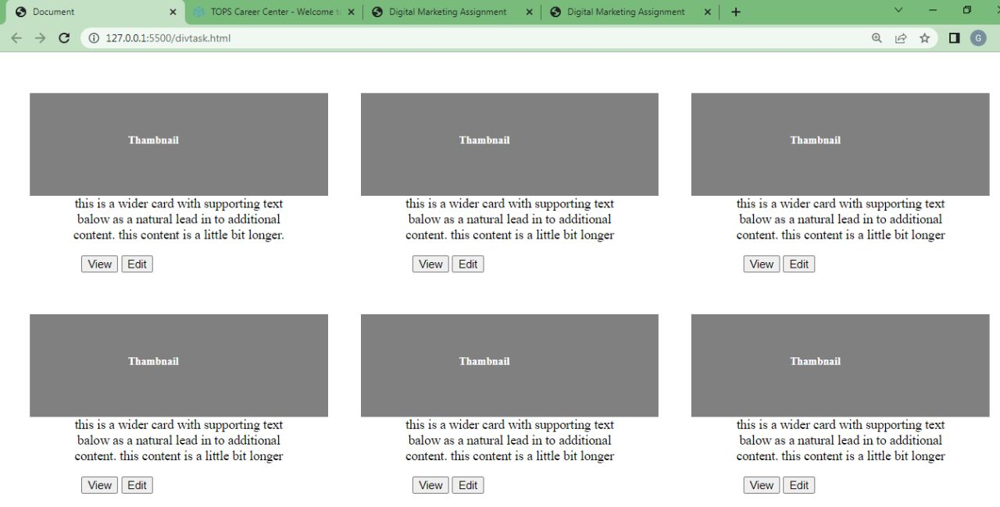 Document
TOPS Career Center - Welcome to
Digital Marketing Assignment
Digital Marketing Assignment
127.0.0.1:5500/divtask.html
G
Thambnail
Thambnail
Thambnail
this is a wider card with supporting text
balow as a natural lead in to additional
content. this content is a little bit longer.
View Edit
this is a wider card with supporting text
balow as a natural lead in to additional
content. this content is a little bit longer
View Edit
this is a wider card with supporting text
balow as a natural lead in to additional
content. this content is a little bit longer
View Edit
Thambnail
Thambnail
Thambnail
this is a wider card with supporting text
balow as a natural lead in to additional
content. this content is a little bit longer
View Edit
this is a wider card with supporting text
balow as a natural lead in to additional
content. this content is a little bit longer
View Edit
this is a wider card with supporting text
balow as a natural lead in to additional
content. this content is a little bit longer
View Edit